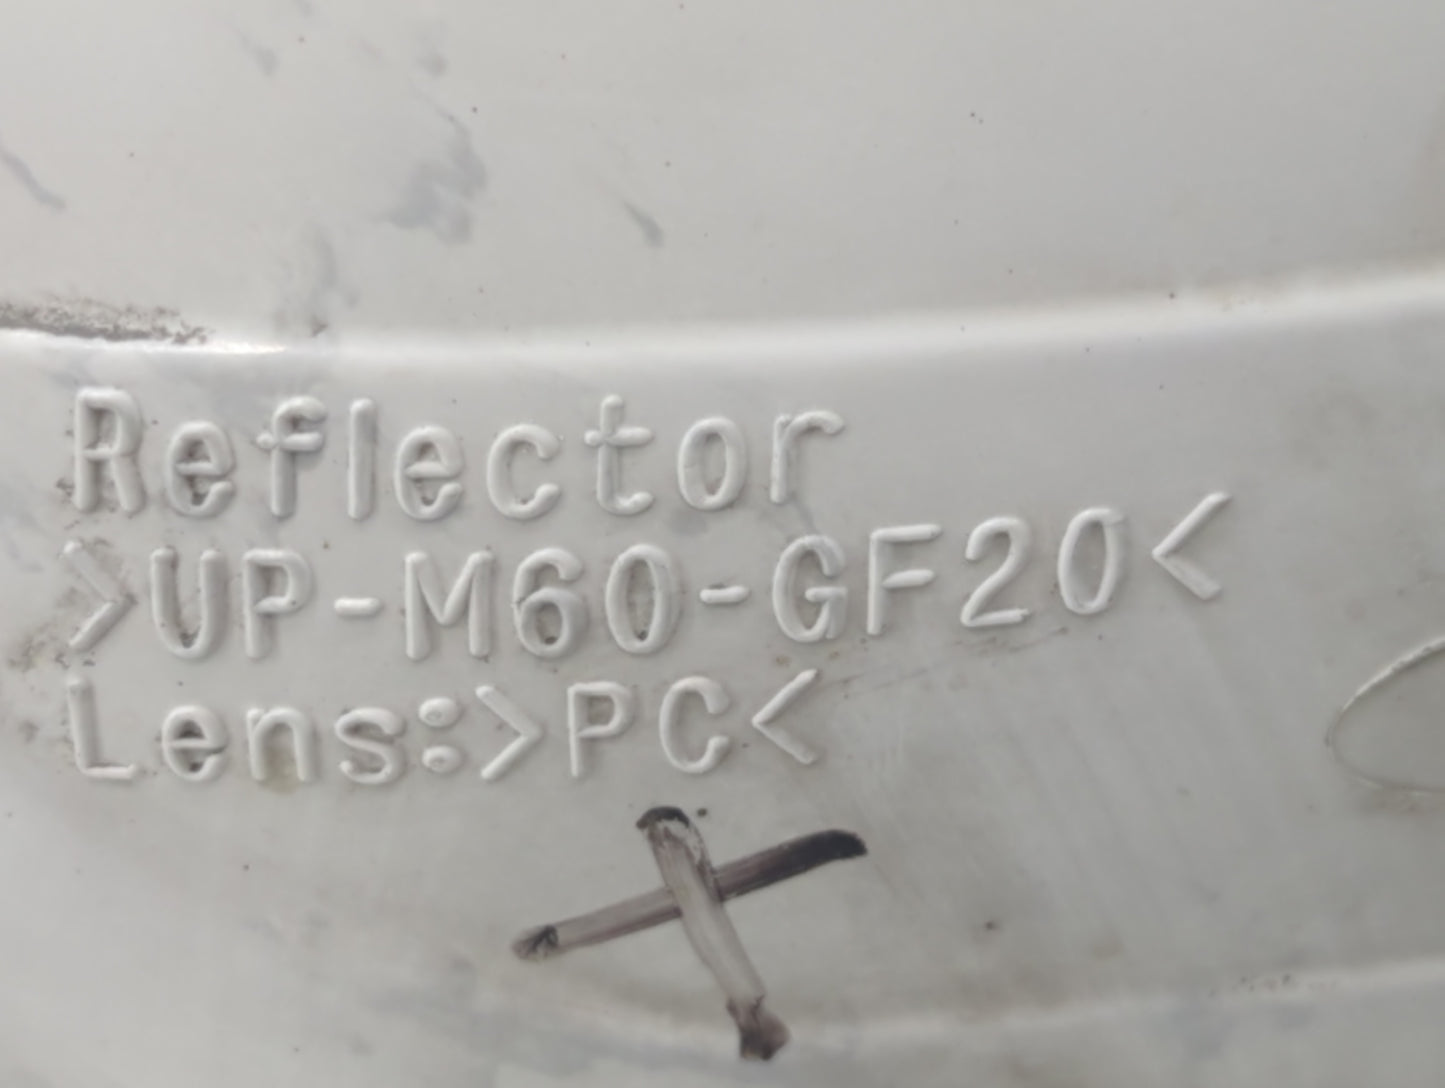 Reflector
>UP-M60-GF20<
Lens:>PC<